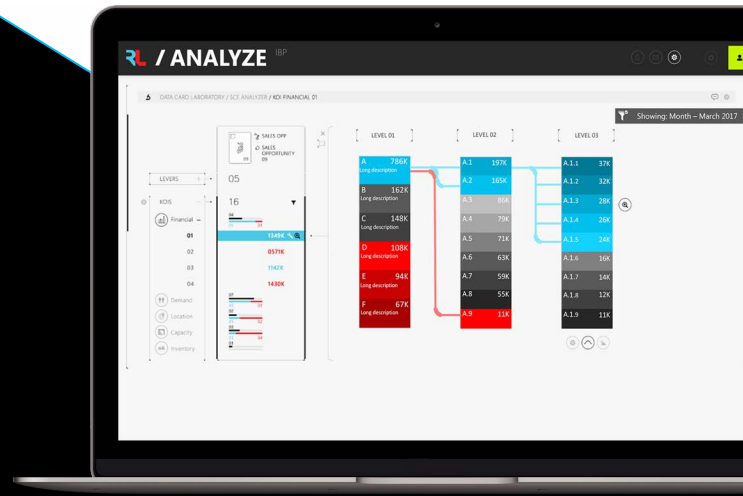 RL / ANALYZE IBP
DATA CARD LABORATORY / SCE ANALYZER / KOI FINANCIAL 01
Showing: Month – March 2017
SALES OPP
SALES
OPPORTUNITY
09
09
LEVEL 01
LEVEL 02
LEVEL 03
LEVERS
05
KOIS
16
Financial
04
01
1349K
02
0571K
03
1142K
04
1430K
Demand
Location
Capacity
Inventory
A 786K
Long description
B 162K
Long description
C 148K
Long description
D 108K
Long description
E 94K
Long description
F 67K
Long description
A.1 197K
A.2 165K
A.3 86K
A.4 79K
A.5 71K
A.6 63K
A.7 59K
A.8 55K
A.9 11K
A.1.1 37K
A.1.2 32K
A.1.3 28K
A.1.4 26K
A.1.5 24K
A.1.6 16K
A.1.7 14K
A.1.8 12K
A.1.9 11K